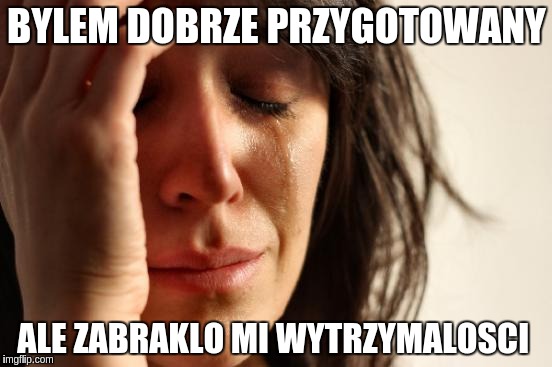 BYLEM DOBRZE PRZYGOTOWANY
ALE ZABRAKLO MI WYTRZYMALOSCI
imgflip.com